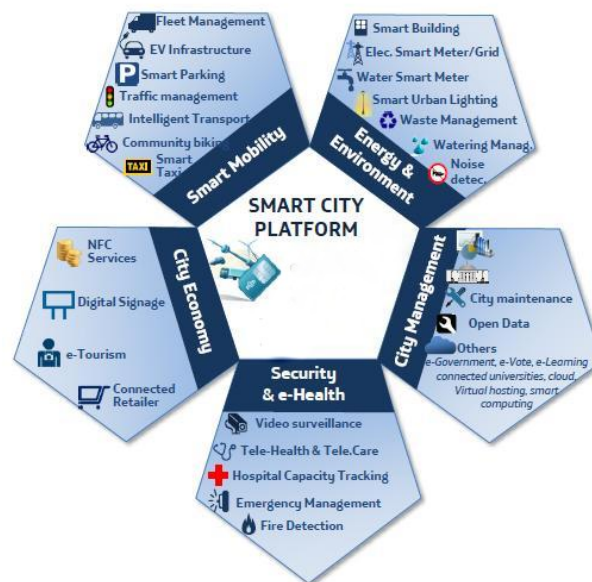 Fleet Management
EV Infrastructure
P
Smart Parking
Traffic management
Intelligent Transport
Community biking
TAXI
Smart
Taxi
Smart Mobility
Smart Building
Elec. Smart Meter/Grid
Water Smart Meter
Smart Urban Lighting
Waste Management
Watering Manag.
Noise
detec.
Energy &
Environment
SMART CITY
PLATFORM
NFC
Services
Digital Signage
e-Tourism
Connected
Retailer
City Economy
City Management
City maintenance
Open Data
Others
e-Government, e-Vote, e-Learning
connected universities, cloud,
Virtual hosting, smart
computing
Security
& e-Health
Video surveillance
Tele-Health & Tele.Care
Hospital Capacity Tracking
Emergency Management
Fire Detection